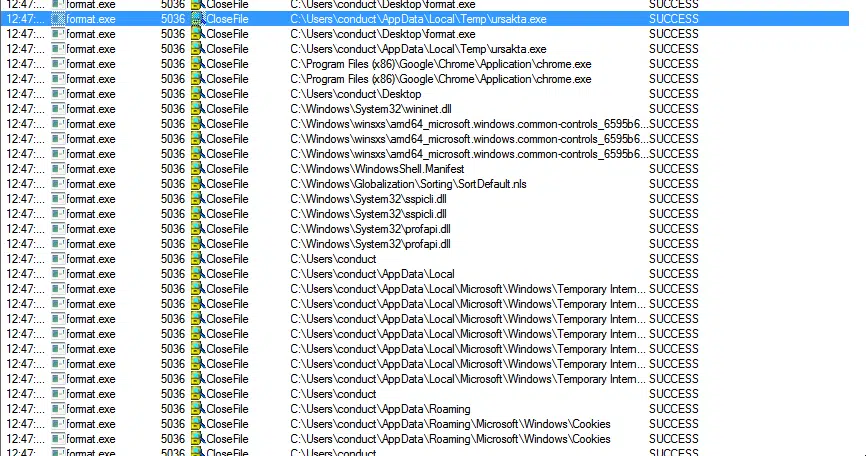 12:47:... format.exe 5036 CloseFile C:\Users\conduct\Desktop\format.exe SUCCESS
12:47:... format.exe 5036 CloseFile C:\Users\conduct\AppData\Local\Temp\ursakta.exe SUCCESS
12:47:... format.exe 5036 CloseFile C:\Users\conduct\Desktop\format.exe SUCCESS
12:47:... format.exe 5036 CloseFile C:\Users\conduct\AppData\Local\Temp\ursakta.exe SUCCESS
12:47:... format.exe 5036 CloseFile C:\Program Files (x86)\Google\Chrome\Application\chrome.exe SUCCESS
12:47:... format.exe 5036 CloseFile C:\Program Files (x86)\Google\Chrome\Application\chrome.exe SUCCESS
12:47:... format.exe 5036 CloseFile C:\Users\conduct\Desktop SUCCESS
12:47:... format.exe 5036 CloseFile C:\Windows\System32\wininet.dll SUCCESS
12:47:... format.exe 5036 CloseFile C:\Windows\winsxs\amd64_microsoft.windows.common-controls_6595b6... SUCCESS
12:47:... format.exe 5036 CloseFile C:\Windows\winsxs\amd64_microsoft.windows.common-controls_6595b6... SUCCESS
12:47:... format.exe 5036 CloseFile C:\Windows\winsxs\amd64_microsoft.windows.common-controls_6595b6... SUCCESS
12:47:... format.exe 5036 CloseFile C:\Windows\WindowsShell.Manifest SUCCESS
12:47:... format.exe 5036 CloseFile C:\Windows\Globalization\Sorting\SortDefault.nls SUCCESS
12:47:... format.exe 5036 CloseFile C:\Windows\System32\sspicli.dll SUCCESS
12:47:... format.exe 5036 CloseFile C:\Windows\System32\sspicli.dll SUCCESS
12:47:... format.exe 5036 CloseFile C:\Windows\System32\profapi.dll SUCCESS
12:47:... format.exe 5036 CloseFile C:\Windows\System32\profapi.dll SUCCESS
12:47:... format.exe 5036 CloseFile C:\Users\conduct SUCCESS
12:47:... format.exe 5036 CloseFile C:\Users\conduct\AppData\Local SUCCESS
12:47:... format.exe 5036 CloseFile C:\Users\conduct\AppData\Local\Microsoft\Windows\Temporary Intern... SUCCESS
12:47:... format.exe 5036 CloseFile C:\Users\conduct\AppData\Local\Microsoft\Windows\Temporary Intern... SUCCESS
12:47:... format.exe 5036 CloseFile C:\Users\conduct\AppData\Local\Microsoft\Windows\Temporary Intern... SUCCESS
12:47:... format.exe 5036 CloseFile C:\Users\conduct\AppData\Local\Microsoft\Windows\Temporary Intern... SUCCESS
12:47:... format.exe 5036 CloseFile C:\Users\conduct\AppData\Local\Microsoft\Windows\Temporary Intern... SUCCESS
12:47:... format.exe 5036 CloseFile C:\Users\conduct\AppData\Local\Microsoft\Windows\Temporary Intern... SUCCESS
12:47:... format.exe 5036 CloseFile C:\Users\conduct\AppData\Local\Microsoft\Windows\Temporary Intern... SUCCESS
12:47:... format.exe 5036 CloseFile C:\Users\conduct SUCCESS
12:47:... format.exe 5036 CloseFile C:\Users\conduct\AppData\Roaming SUCCESS
12:47:... format.exe 5036 CloseFile C:\Users\conduct\AppData\Roaming\Microsoft\Windows\Cookies SUCCESS
12:47:... format.exe 5036 CloseFile C:\Users\conduct\AppData\Roaming\Microsoft\Windows\Cookies SUCCESS
12:47:... format.exe 5036 CloseFile C:\Users\conduct SUCCESS